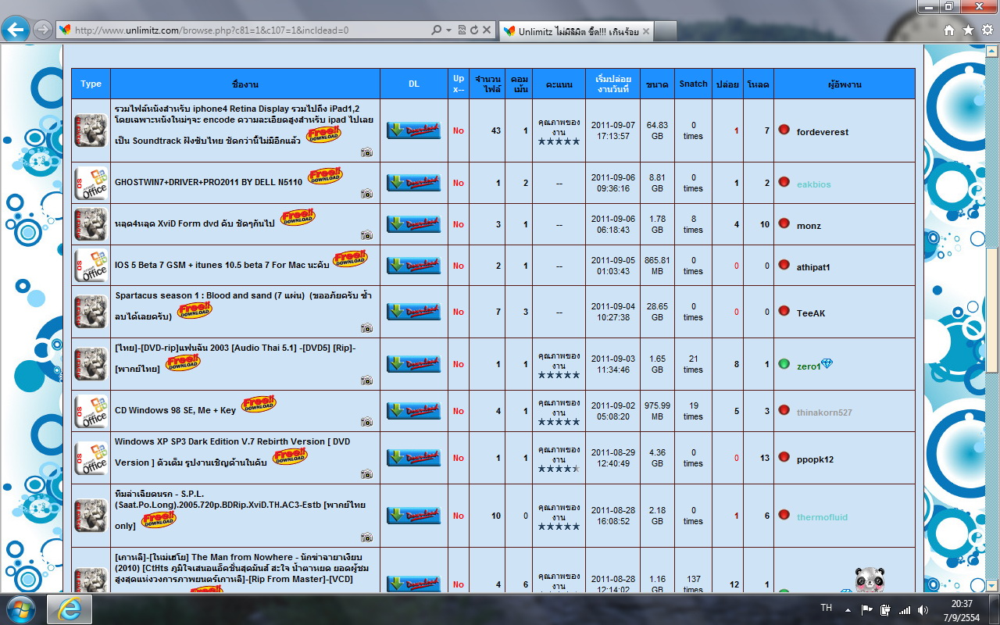 http://www.unlimitz.com/browse.php?c81=1&c107=1&incldead=0
Unlimitz ไม่มีลิมิต ซี๊ด!!! เกินร้อย
Type ชื่องาน DL Up x-- จำนวนไฟล์ คอมเม้น คะแนน เริ่มปล่อยงานวันที่ ขนาด Snatch ปล่อย โหลด ผู้อัพงาน
รวมไฟล์หนังสำหรับ iphone4 Retina Display รวมไปถึง iPad1,2
โดยเฉพาะหนังใหม่ๆจะ encode ความละเอียดสูงสำหรับ ipad ไปเลย
เป็น Soundtrack ฝังซับไทย ชัดกว่านี้ไม่มีอีกแล้ว Free!! DOWNLOAD
Download No 43 1 คุณภาพของงาน 2011-09-07 17:13:57 64.83 GB 0 times 1 7 fordeverest
OS Office GHOSTWIN7+DRIVER+PRO2011 BY DELL N5110 Free!! DOWNLOAD
Download No 1 2 -- 2011-09-06 09:36:16 8.81 GB 0 times 1 2 eakbios
หลุด4หลุด XviD Form dvd คับ ชัดๆกันไป Free!! DOWNLOAD
Download No 3 1 -- 2011-09-06 06:18:43 1.78 GB 8 times 4 10 monz
OS Office IOS 5 Beta 7 GSM + itunes 10.5 beta 7 For Mac นะคับ Free!! DOWNLOAD
Download No 2 1 -- 2011-09-05 01:03:43 865.81 MB 0 times 0 0 athipat1
Spartacus season 1 : Blood and sand (7 แผ่น) (ขออภัยครับ ซ้ำ
ลบได้เลยครับ) Free!! DOWNLOAD
Download No 7 3 -- 2011-09-04 10:27:38 28.65 GB 0 times 0 0 TeeAK
[ไทย]-[DVD-rip]แฟนฉัน 2003 [Audio Thai 5.1] -[DVD5] [Rip]-
[พากย์ไทย] Free!! DOWNLOAD
Download No 1 1 คุณภาพของงาน 2011-09-03 11:34:46 1.65 GB 21 times 8 1 zero1
OS Office CD Windows 98 SE, Me + Key Free!! DOWNLOAD
Download No 4 1 คุณภาพของงาน 2011-09-02 05:08:20 975.99 MB 19 times 5 3 thinakorn527
OS Office Windows XP SP3 Dark Edition V.7 Rebirth Version [ DVD
Version ] ตัวเต็ม รูปงานเชิญด้านในคับ Free!! DOWNLOAD
Download No 1 1 คุณภาพของงาน 2011-08-29 12:40:49 4.36 GB 0 times 0 13 ppopk12
ทีมล่าเฉียดนรก - S.P.L.
(Saat.Po.Long).2005.720p.BDRip.XviD.TH.AC3-Estb [พากย์ไทย
only] Free!! DOWNLOAD
Download No 10 0 คุณภาพของงาน 2011-08-28 16:08:52 2.18 GB 0 times 1 6 thermofluid
[เกาหลี]-[ใหม่เฮโย] The Man from Nowhere - นักฆ่าฉายาเงียบ
(2010) [CtHts ภูมิใจเสนอแอ็คชั่นสุดมันส์ สะใจ น้ำตาหยด ยอดผู้ชม
สูงสุดแห่งวงการภาพยนตร์เกาหลี]-[Rip From Master]-[VCD]
Download No 4 6 คุณภาพของงาน 2011-08-28 12:14:02 1.16 GB 137 times 12 1
TH 20:37
7/9/2554